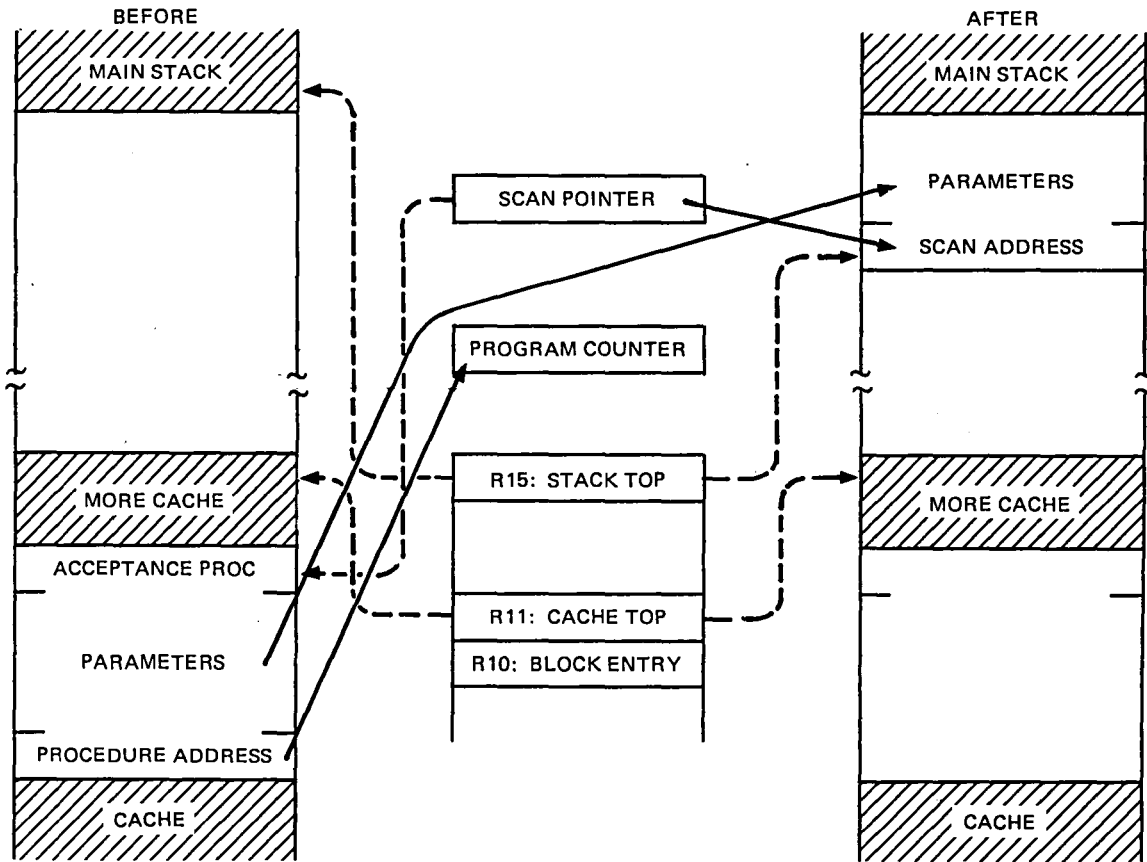 BEFORE
MAIN STACK
MORE CACHE
ACCEPTANCE PROC
PARAMETERS
PROCEDURE ADDRESS
CACHE
SCAN POINTER
PROGRAM COUNTER
R15: STACK TOP
R11: CACHE TOP
R10: BLOCK ENTRY
AFTER
MAIN STACK
PARAMETERS
SCAN ADDRESS
MORE CACHE
CACHE